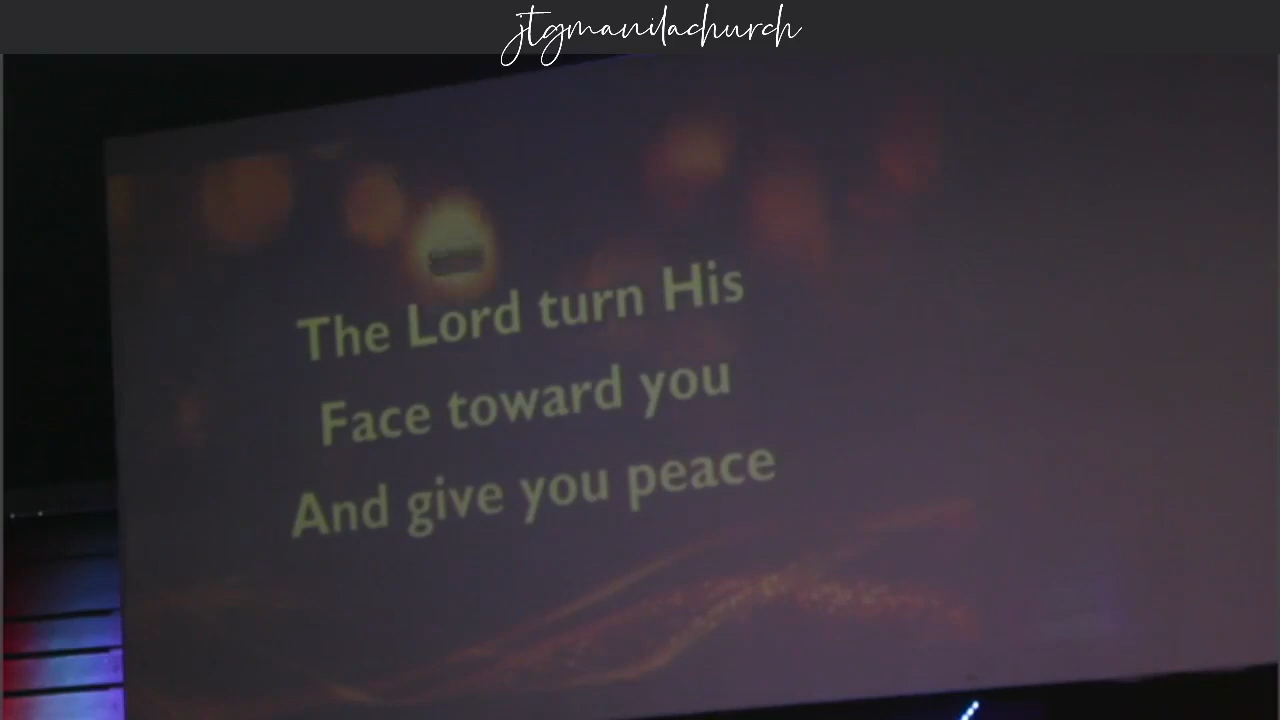 jtgmanilachurch
The Lord turn His
Face toward you
And give you peace